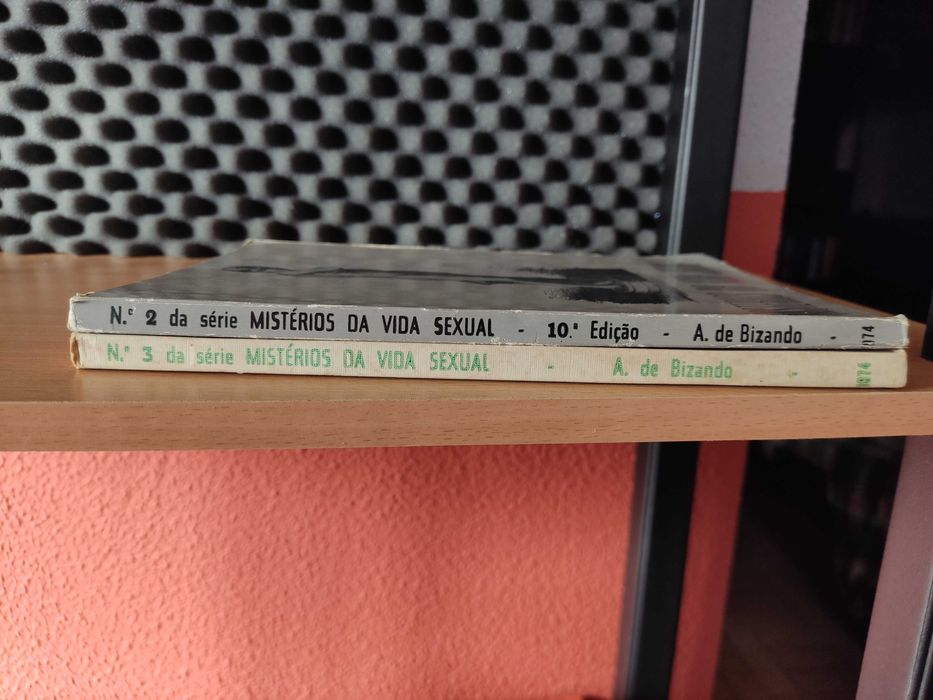 N.º 2 da série MISTÉRIOS DA VIDA SEXUAL - 10.ª Edição - A. de Bizando - 1974
N.º 3 da série MISTÉRIOS DA VIDA SEXUAL - A. de Bizando - 1974